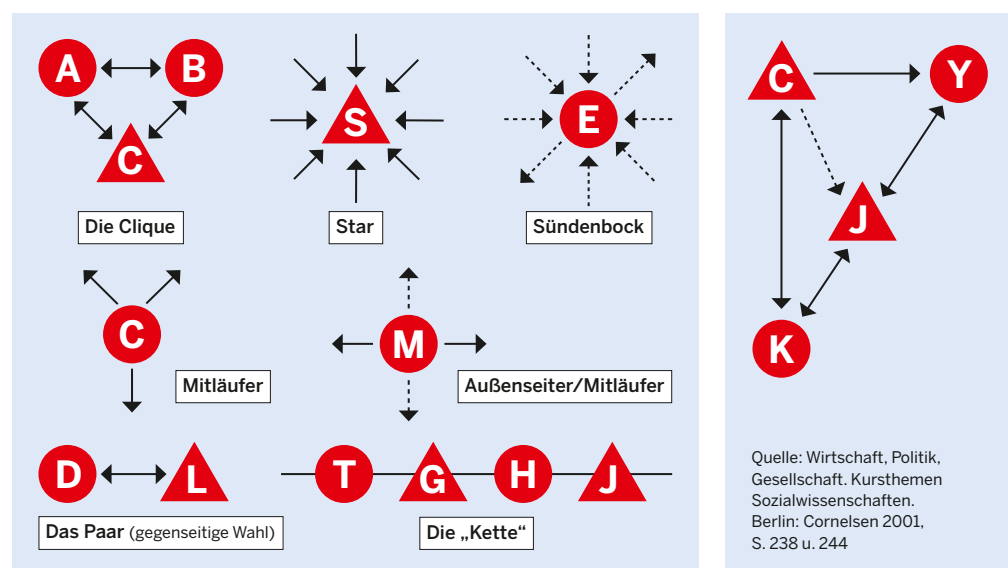 A B
C
Die Clique
S
Star
E
Sündenbock
C
Mitläufer
M
Außenseiter/Mitläufer
D L
Das Paar (gegenseitige Wahl)
T G H J
Die „Kette“
C Y
J
K
Quelle: Wirtschaft, Politik,
Gesellschaft. Kursthemen
Sozialwissenschaften.
Berlin: Cornelsen 2001,
S. 238 u. 244